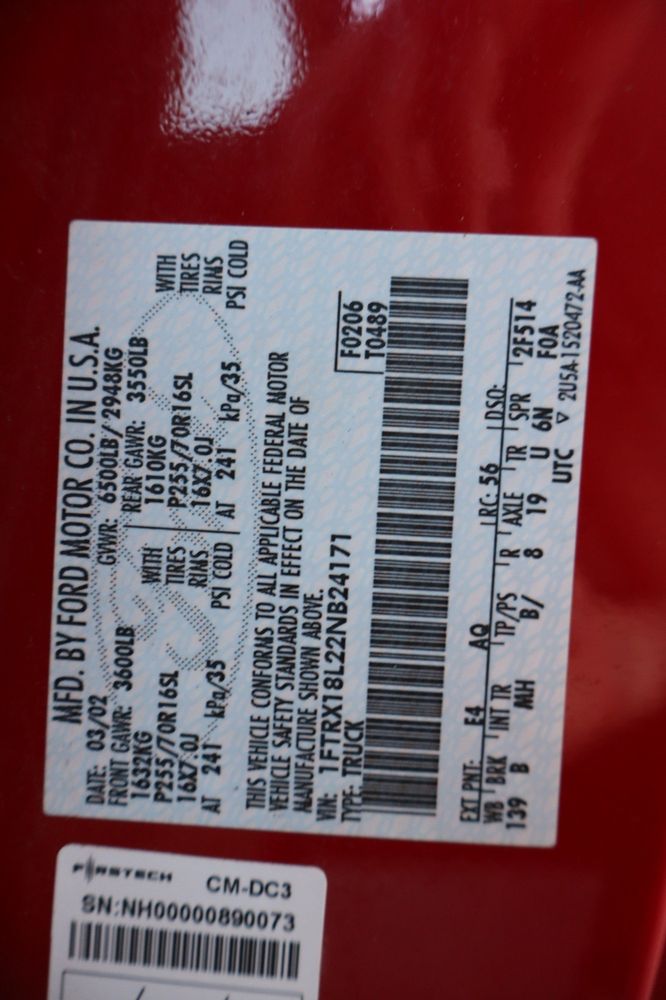 MFD. BY FORD MOTOR CO. IN U.S.A.
DATE: 03/02 GVWR: 6500LB/ 2948KG
FRONT GAWR: 3600LB REAR GAWR: 3550LB
1632KG WITH 1610KG WITH
P255/70R16SL TIRES P255/70R16SL TIRES
16X7.0J RIMS 16X7.0J RIMS
AT 241 kPa/35 PSI COLD AT 241 kPa/35 PSI COLD
THIS VEHICLE CONFORMS TO ALL APPLICABLE FEDERAL MOTOR
VEHICLE SAFETY STANDARDS IN EFFECT ON THE DATE OF
MANUFACTURE SHOWN ABOVE.
VIN: 1FTRX18L22NB24171 F0206
TYPE: TRUCK T0489
EXT PNT: E4 AQ RC: 56 DSO:
WB BRK INT TR TP/PS R AXLE TR SPR 2F514
139 B MH B/ 8 19 U 6N F0A
UTC ▽ 2U5A-1520472-AA
FIRSTECH CM-DC3
SN:NH00000890073